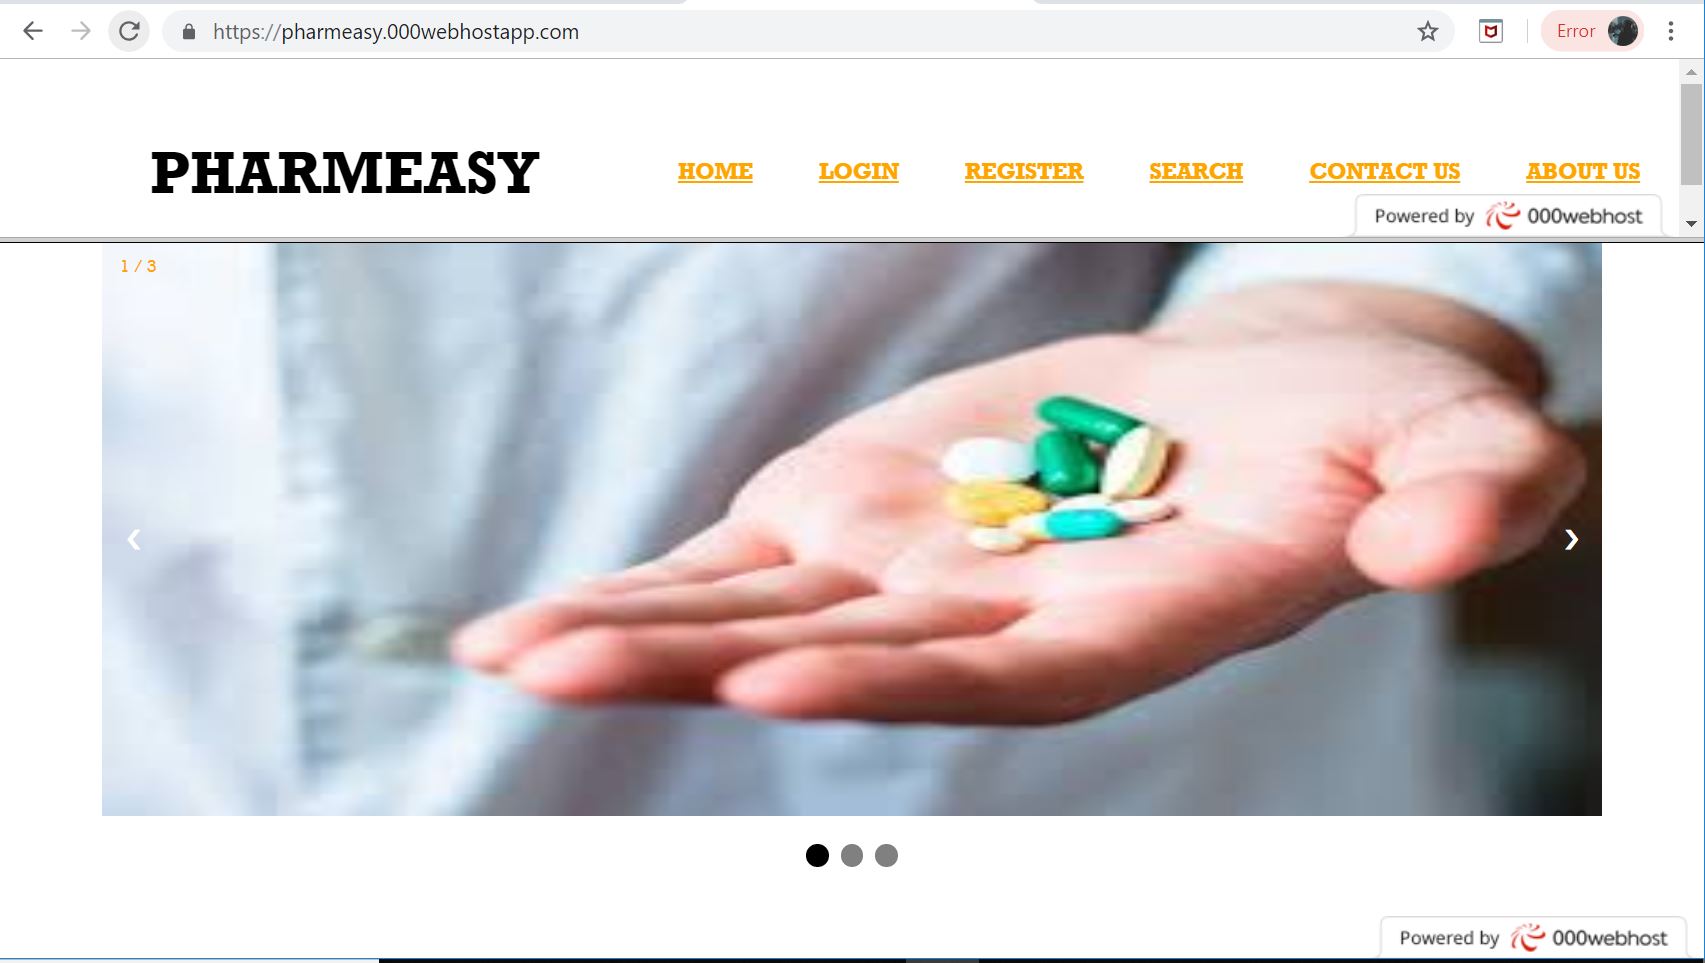 https://pharmeasy.000webhostapp.com
Error
PHARMEASY
HOME LOGIN REGISTER SEARCH CONTACT US ABOUT US
Powered by 000webhost
1 / 3
Powered by 000webhost